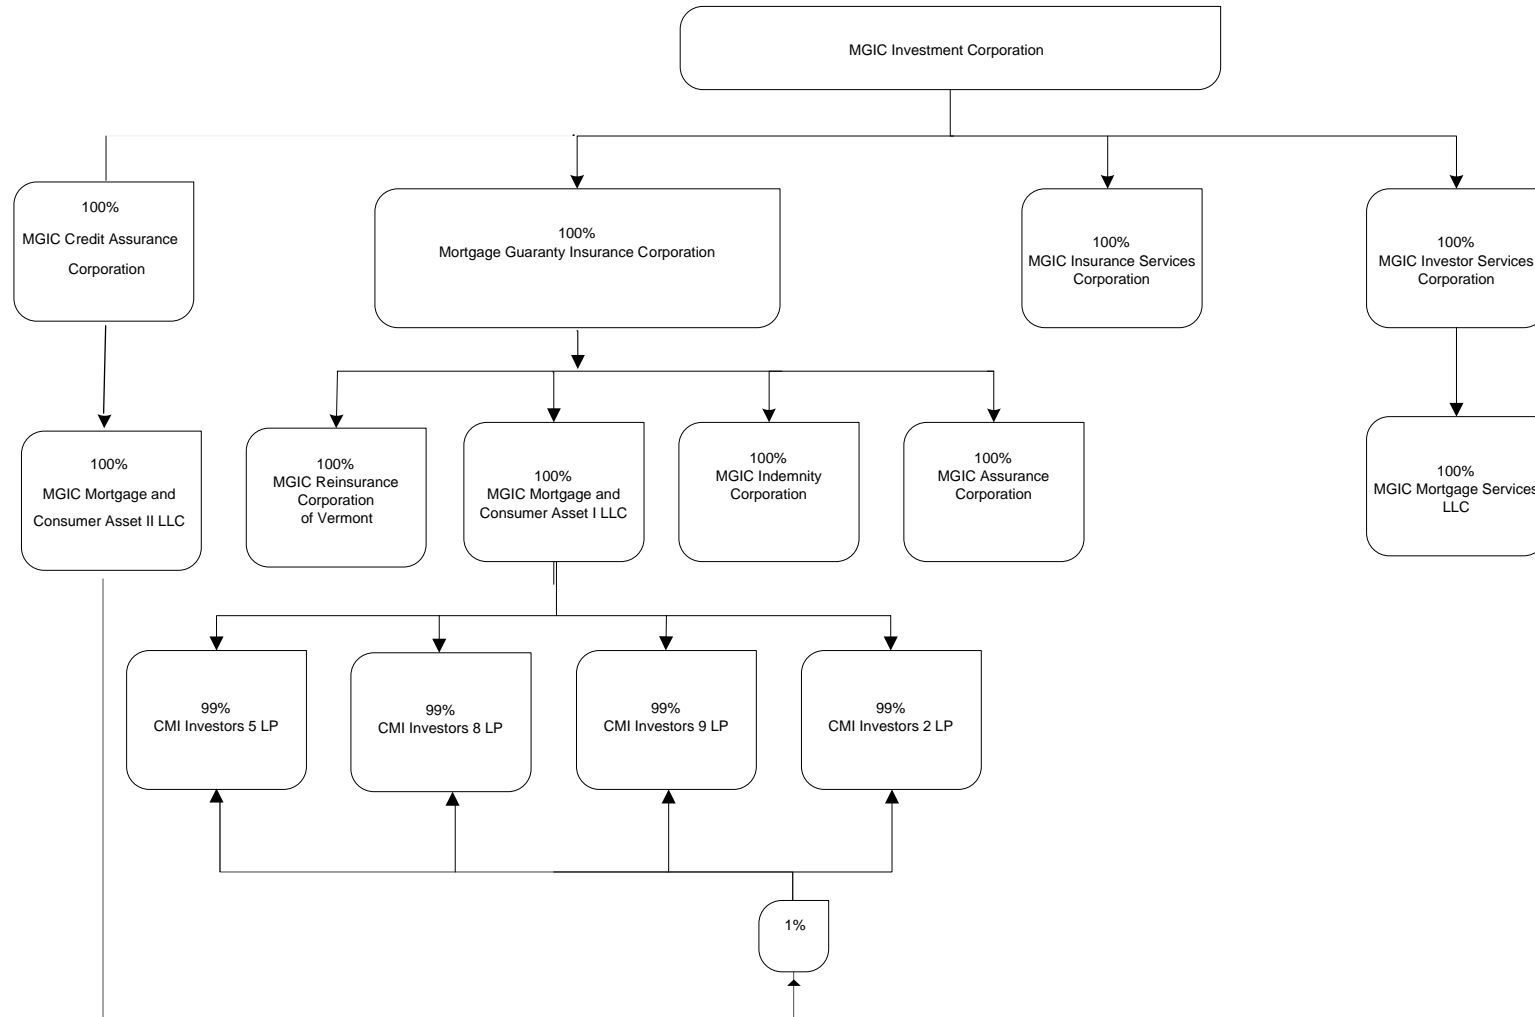 MGIC Investment Corporation
100%
MGIC Credit Assurance
Corporation
100%
Mortgage Guaranty Insurance Corporation
100%
MGIC Insurance Services
Corporation
100%
MGIC Investor Services
Corporation
100%
MGIC Mortgage and
Consumer Asset II LLC
100%
MGIC Reinsurance
Corporation
of Vermont
100%
MGIC Mortgage and
Consumer Asset I LLC
100%
MGIC Indemnity
Corporation
100%
MGIC Assurance
Corporation
100%
MGIC Mortgage Services
LLC
99%
CMI Investors 5 LP
99%
CMI Investors 8 LP
99%
CMI Investors 9 LP
99%
CMI Investors 2 LP
1%